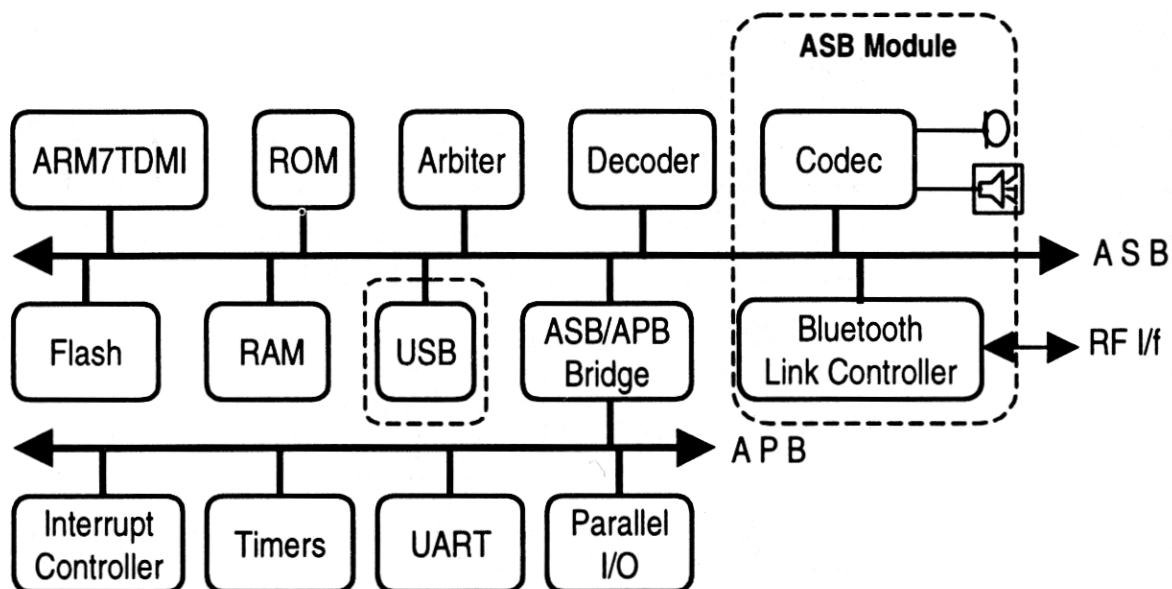 ASB Module
ARM7TDMI
ROM
Arbiter
Decoder
Codec
A S B
Flash
RAM
USB
ASB/APB
Bridge
Bluetooth
Link Controller
RF I/f
A P B
Interrupt
Controller
Timers
UART
Parallel
I/O